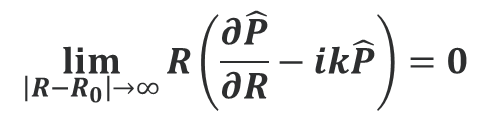 lim_{|R−R₀|→∞} R(∂P̂/∂R − ikP̂) = 0